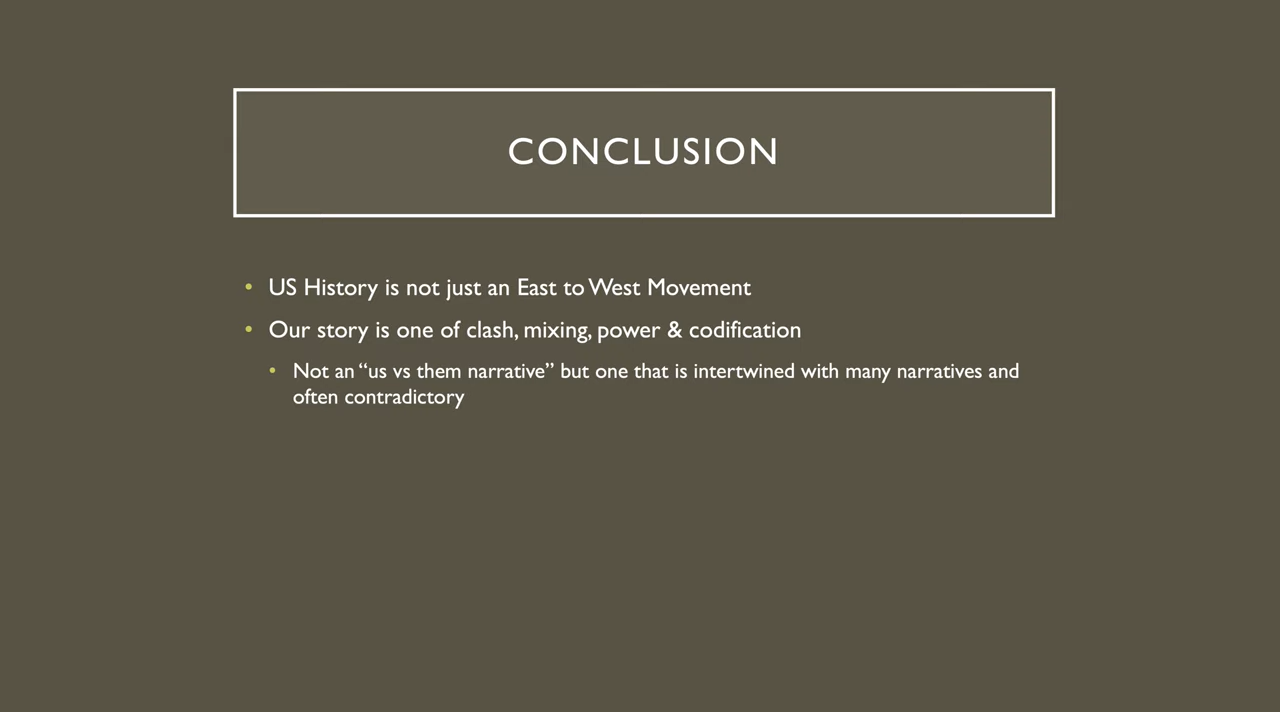 CONCLUSION
• US History is not just an East to West Movement
• Our story is one of clash, mixing, power & codification
• Not an “us vs them narrative” but one that is intertwined with many narratives and
often contradictory